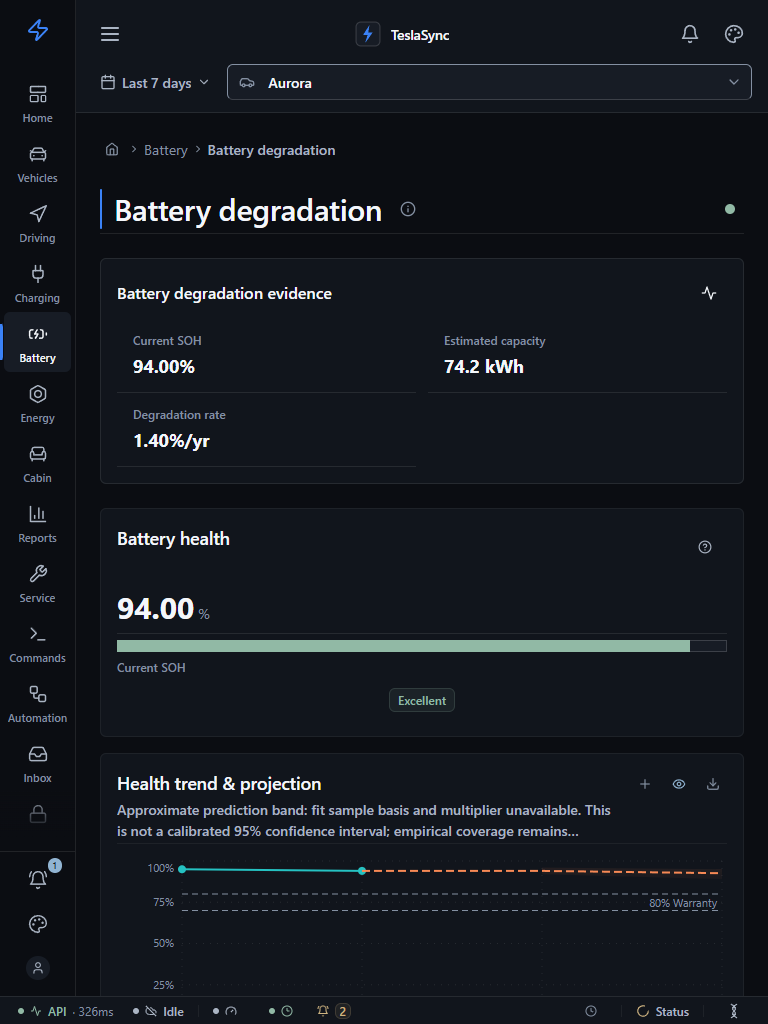 TeslaSync
Last 7 days
Aurora
Home
Vehicles
Driving
Charging
Battery
Energy
Cabin
Reports
Service
Commands
Automation
Inbox
1
Battery
Battery degradation
Battery degradation
Battery degradation evidence
Current SOH
Estimated capacity
94.00%
74.2 kWh
Degradation rate
1.40%/yr
Battery health
94.00 %
Current SOH
Excellent
Health trend & projection
Approximate prediction band: fit sample basis and multiplier unavailable. This
is not a calibrated 95% confidence interval; empirical coverage remains...
100%
75%
80% Warranty
50%
25%
API · 326ms
Idle
2
Status